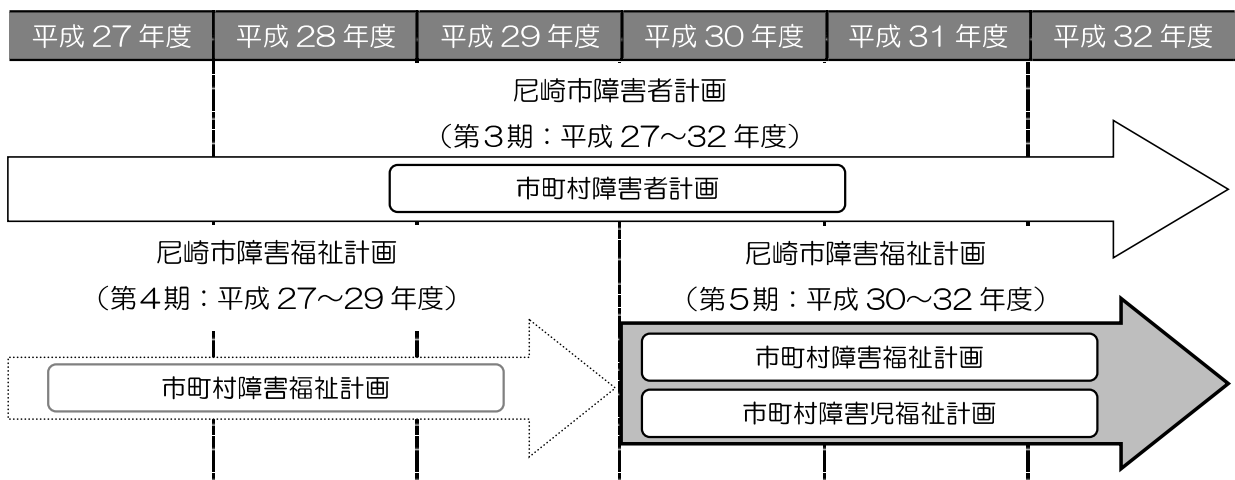 平成 27 年度 平成 28 年度 平成 29 年度 平成 30 年度 平成 31 年度 平成 32 年度
尼崎市障害者計画
（第3期：平成 27～32 年度）
市町村障害者計画
尼崎市障害福祉計画
（第4期：平成 27～29 年度）
市町村障害福祉計画
尼崎市障害福祉計画
（第5期：平成 30～32 年度）
市町村障害福祉計画
市町村障害児福祉計画